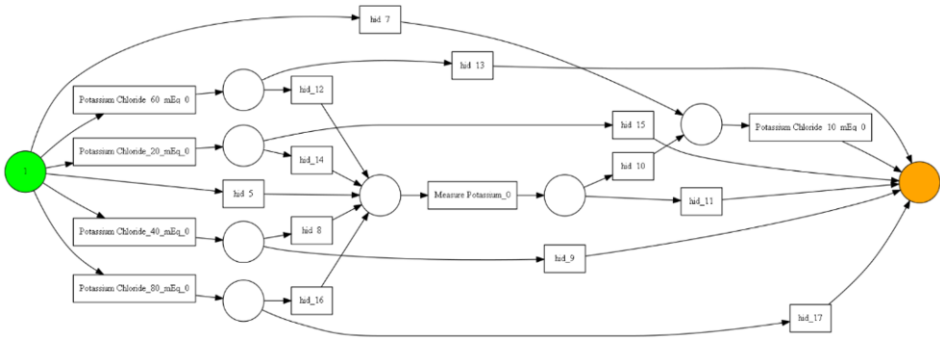 hid_7
hid_13
Potassium Chloride_60_mEq_0
hid_12
Potassium Chloride_10_mEq_0
hid_15
Potassium Chloride_20_mEq_0
hid_14
hid_10
1
hid_5
Measure Potassium_0
hid_11
Potassium Chloride_40_mEq_0
hid_8
hid_9
Potassium Chloride_80_mEq_0
hid_16
hid_17